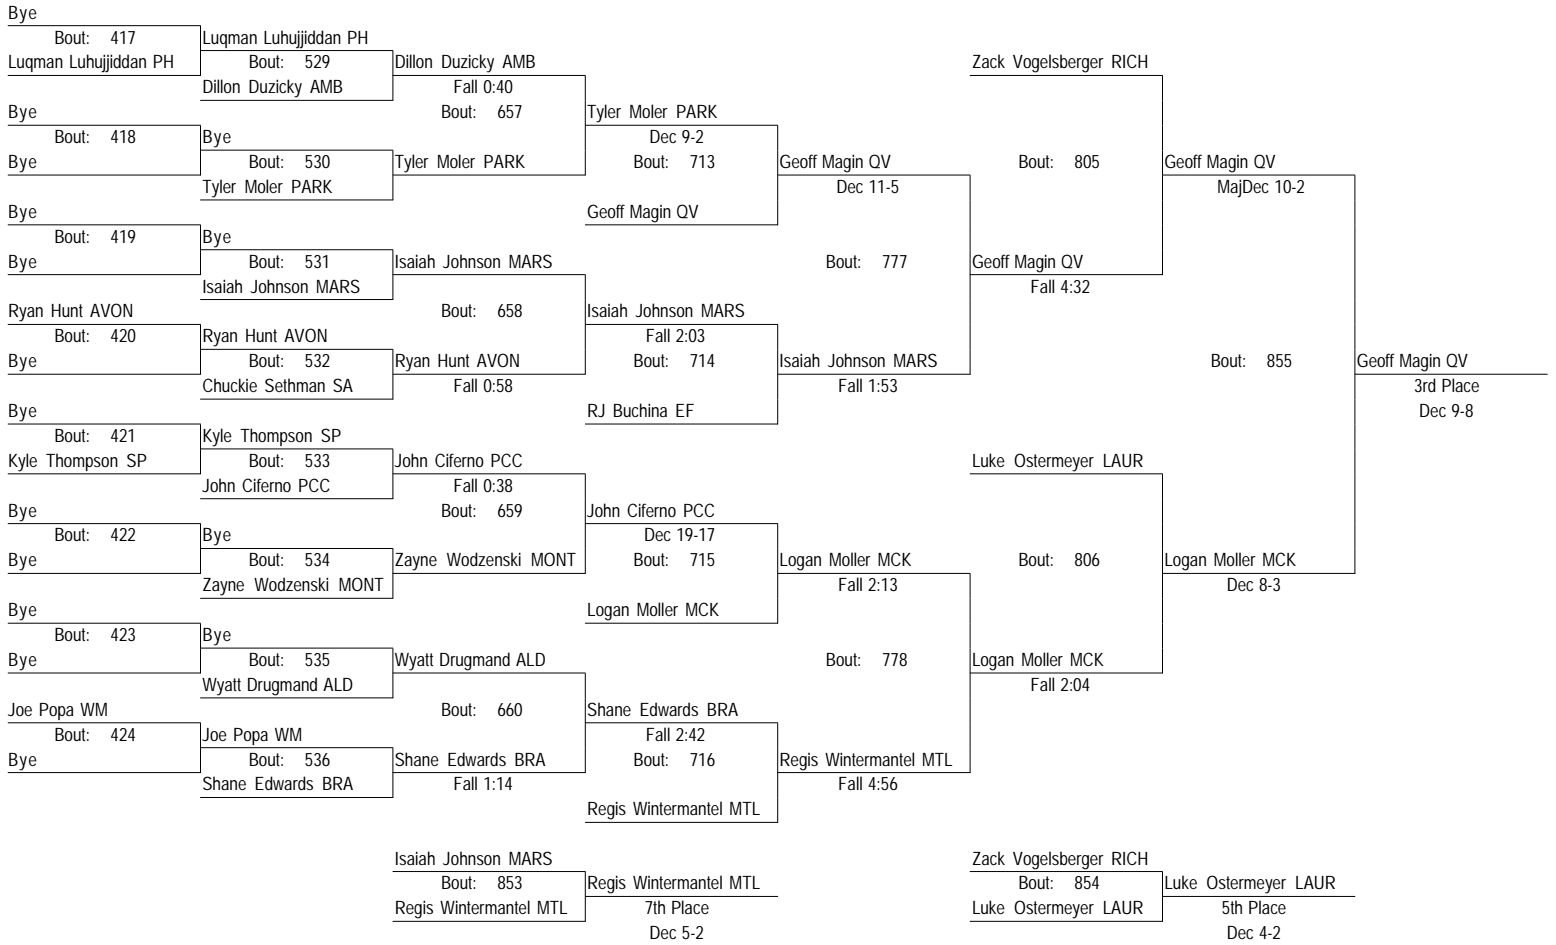 Bye
Bout: 417 Luqman Luhujjiddan PH
Luqman Luhujjiddan PH Bout: 529 Dillon Duzicky AMB Zack Vogelsberger RICH
Dillon Duzicky AMB Fall 0:40
Bye Bout: 657 Tyler Moler PARK
Bout: 418 Bye Dec 9-2
Bye Bout: 530 Tyler Moler PARK Bout: 713 Geoff Magin QV Bout: 805 Geoff Magin QV
Tyler Moler PARK Dec 11-5 MajDec 10-2
Bye Geoff Magin QV
Bout: 419 Bye
Bye Bout: 531 Isaiah Johnson MARS Bout: 777 Geoff Magin QV
Isaiah Johnson MARS Fall 4:32
Ryan Hunt AVON Bout: 658 Isaiah Johnson MARS
Bout: 420 Ryan Hunt AVON Fall 2:03
Bye Bout: 532 Ryan Hunt AVON Bout: 714 Isaiah Johnson MARS Bout: 855 Geoff Magin QV
Chuckie Sethman SA Fall 0:58 Fall 1:53 3rd Place
Bye RJ Buchina EF Dec 9-8
Bout: 421 Kyle Thompson SP
Kyle Thompson SP Bout: 533 John Ciferno PCC Luke Ostermeyer LAUR
John Ciferno PCC Fall 0:38
Bye Bout: 659 John Ciferno PCC
Bout: 422 Bye Dec 19-17
Bye Bout: 534 Zayne Wodzenski MONT Bout: 715 Logan Moller MCK Bout: 806 Logan Moller MCK
Zayne Wodzenski MONT Fall 2:13 Dec 8-3
Bye Logan Moller MCK
Bout: 423 Bye
Bye Bout: 535 Wyatt Drugmand ALD Bout: 778 Logan Moller MCK
Wyatt Drugmand ALD Fall 2:04
Joe Popa WM Bout: 660 Shane Edwards BRA
Bout: 424 Joe Popa WM Fall 2:42
Bye Bout: 536 Shane Edwards BRA Bout: 716 Regis Wintermantel MTL
Shane Edwards BRA Fall 1:14 Fall 4:56
Regis Wintermantel MTL
Isaiah Johnson MARS Zack Vogelsberger RICH
Bout: 853 Regis Wintermantel MTL Bout: 854 Luke Ostermeyer LAUR
Regis Wintermantel MTL 7th Place Luke Ostermeyer LAUR 5th Place
Dec 5-2 Dec 4-2